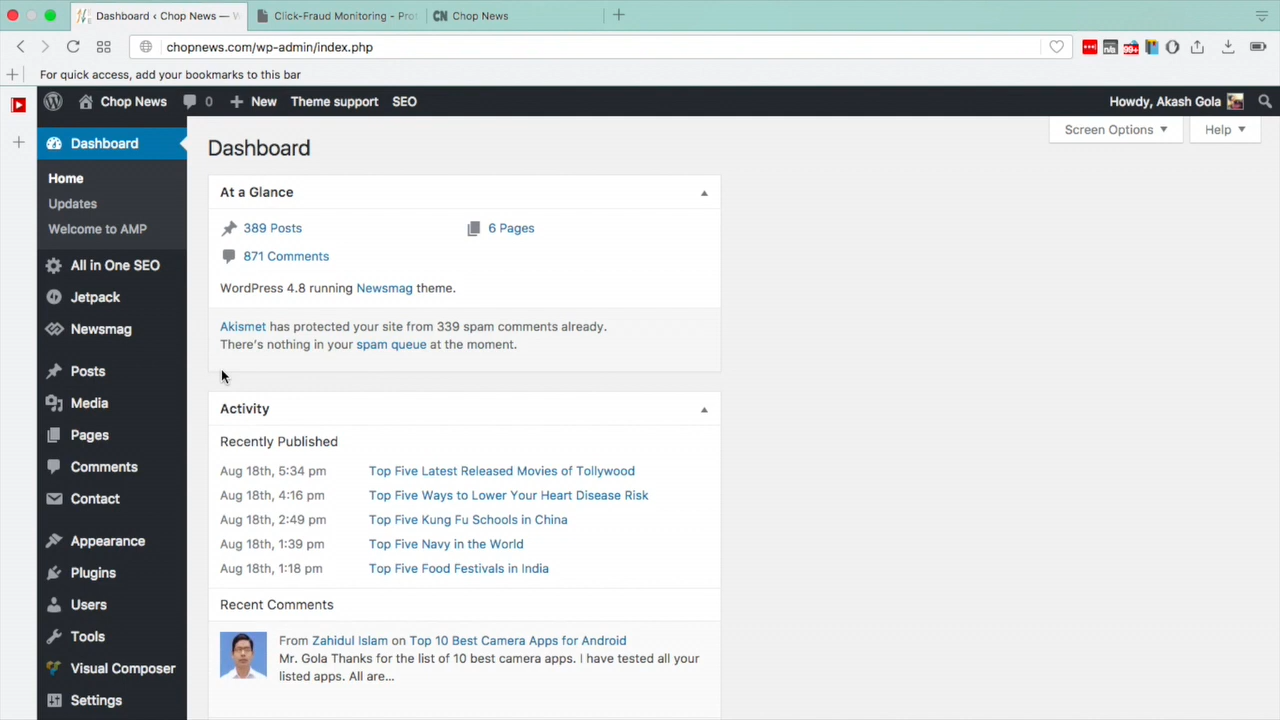 Dashboard ‹ Chop News — W
Click-Fraud Monitoring - Pro
CN Chop News
chopnews.com/wp-admin/index.php
99+
For quick access, add your bookmarks to this bar
Chop News 0 New Theme support SEO
Howdy, Akash Gola
Screen Options Help
Dashboard
Home
Updates
Welcome to AMP
All in One SEO
Jetpack
Newsmag
Posts
Media
Pages
Comments
Contact
Appearance
Plugins
Users
Tools
Visual Composer
Settings
Dashboard
At a Glance
389 Posts 6 Pages
871 Comments
WordPress 4.8 running Newsmag theme.
Akismet has protected your site from 339 spam comments already.
There's nothing in your spam queue at the moment.
Activity
Recently Published
Aug 18th, 5:34 pm Top Five Latest Released Movies of Tollywood
Aug 18th, 4:16 pm Top Five Ways to Lower Your Heart Disease Risk
Aug 18th, 2:49 pm Top Five Kung Fu Schools in China
Aug 18th, 1:39 pm Top Five Navy in the World
Aug 18th, 1:18 pm Top Five Food Festivals in India
Recent Comments
From Zahidul Islam on Top 10 Best Camera Apps for Android
Mr. Gola Thanks for the list of 10 best camera apps. I have tested all your
listed apps. All are...